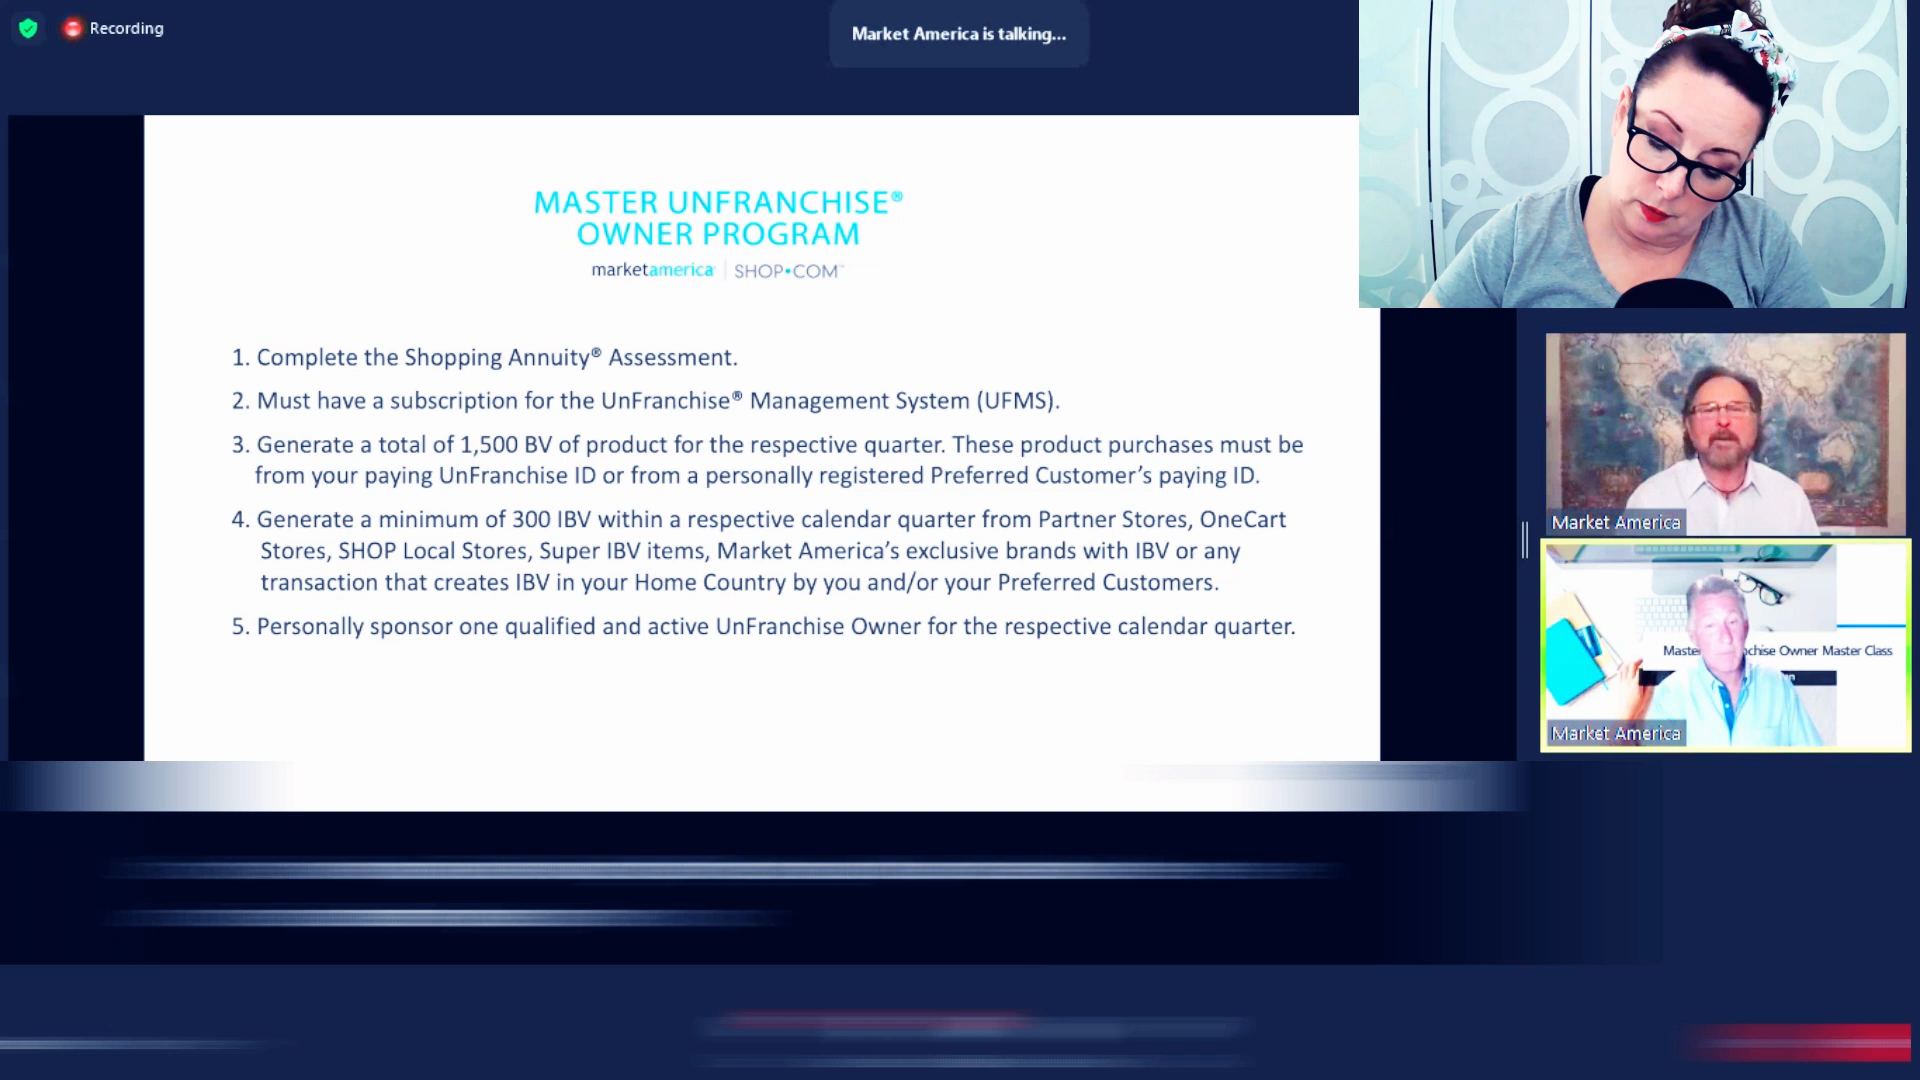 Recording
Market America is talking...
MASTER UNFRANCHISE®
OWNER PROGRAM
marketamerica | SHOP•COM™
1. Complete the Shopping Annuity® Assessment.
2. Must have a subscription for the UnFranchise® Management System (UFMS).
3. Generate a total of 1,500 BV of product for the respective quarter. These product purchases must be
from your paying UnFranchise ID or from a personally registered Preferred Customer’s paying ID.
4. Generate a minimum of 300 IBV within a respective calendar quarter from Partner Stores, OneCart
Stores, SHOP Local Stores, Super IBV items, Market America’s exclusive brands with IBV or any
transaction that creates IBV in your Home Country by you and/or your Preferred Customers.
5. Personally sponsor one qualified and active UnFranchise Owner for the respective calendar quarter.
Market America
Owner Master Class
Market America